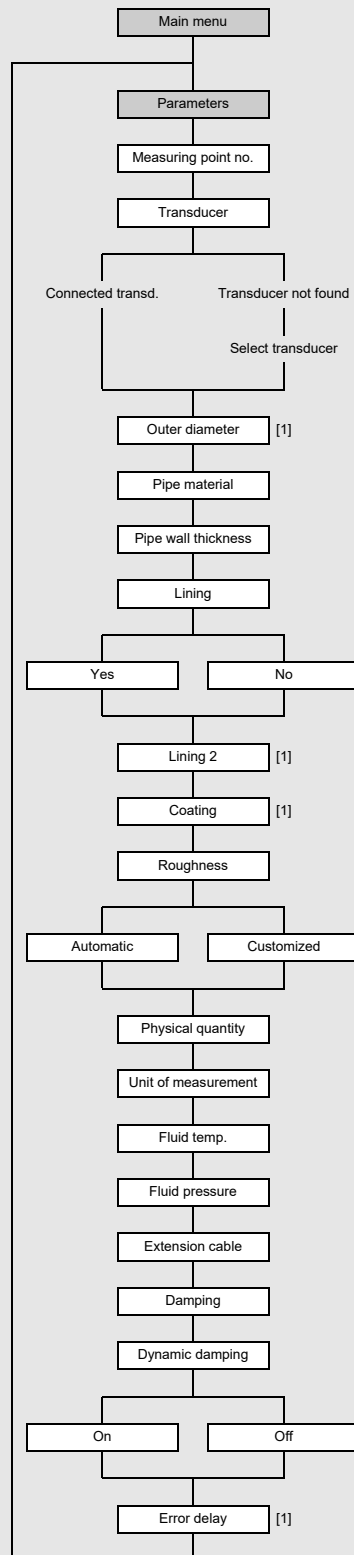 Main menu
Parameters
Measuring point no.
Transducer
Connected transd. Transducer not found
Select transducer
Outer diameter [1]
Pipe material
Pipe wall thickness
Lining
Yes No
Lining 2 [1]
Coating [1]
Roughness
Automatic Customized
Physical quantity
Unit of measurement
Fluid temp.
Fluid pressure
Extension cable
Damping
Dynamic damping
On Off
Error delay [1]